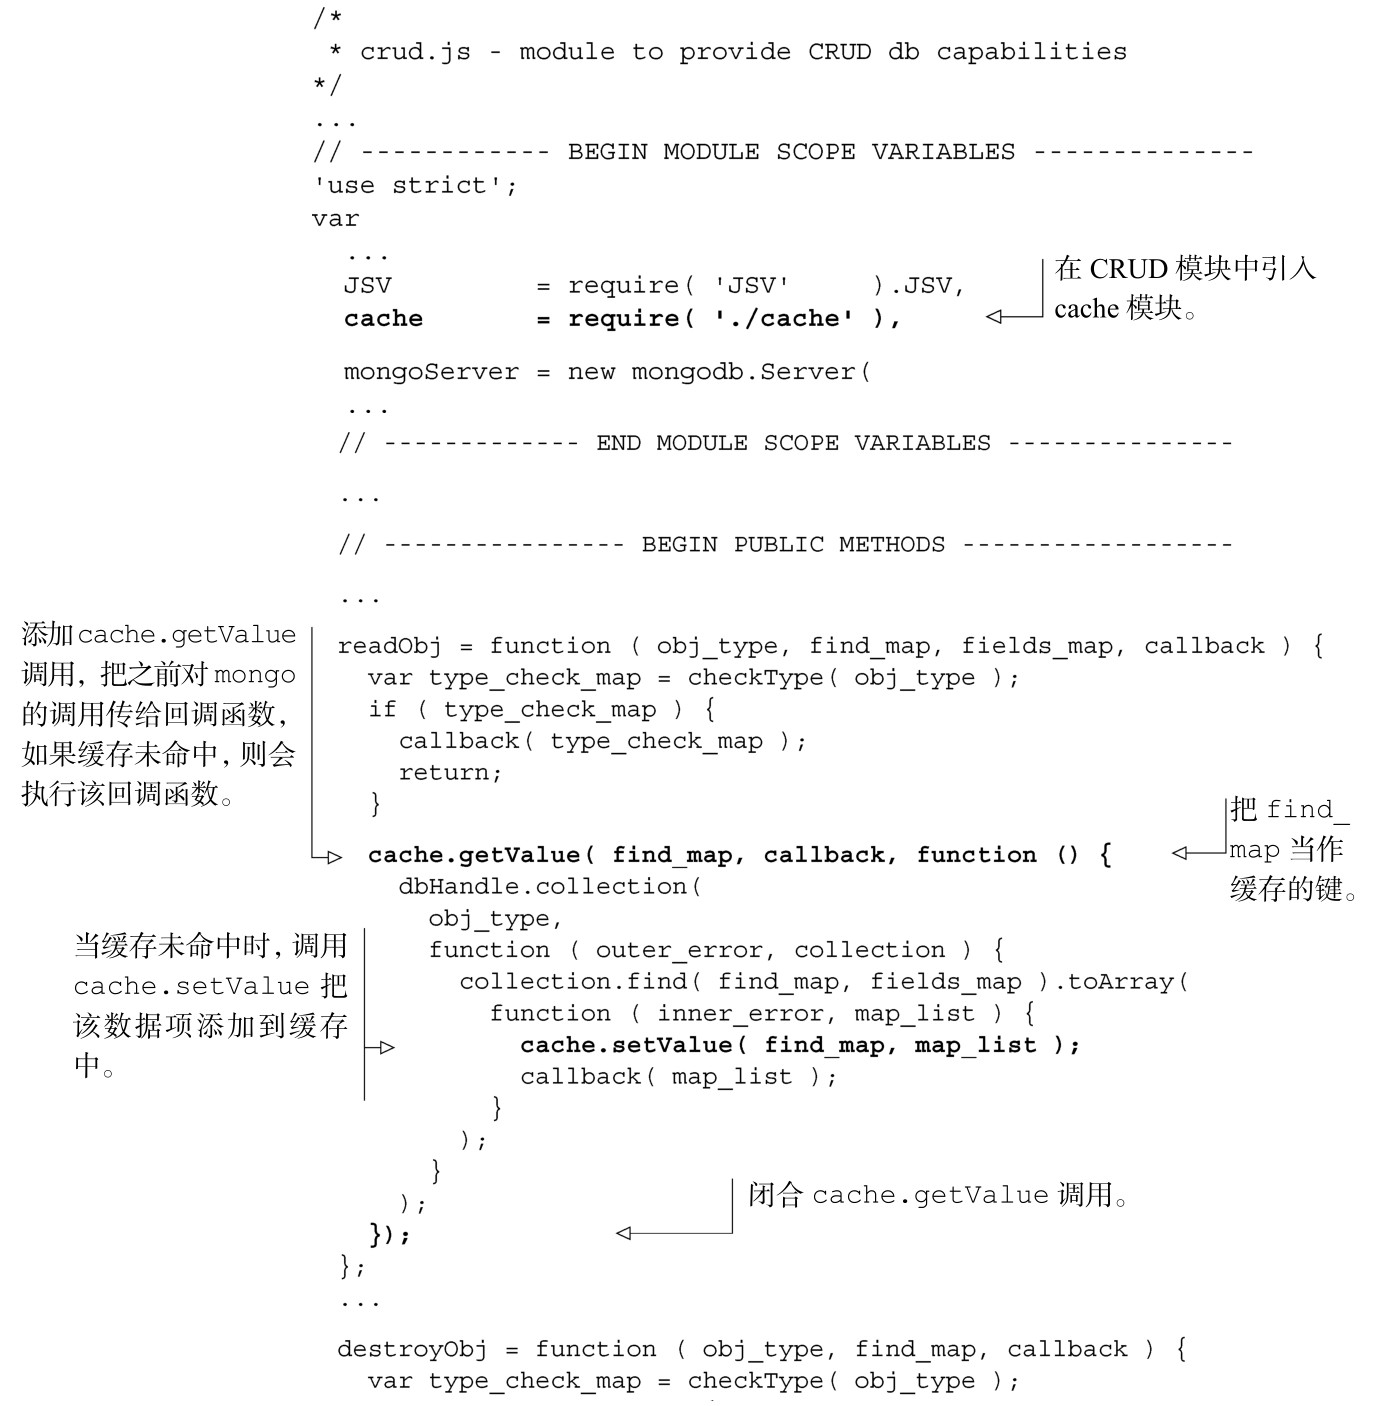 /*
 * crud.js - module to provide CRUD db capabilities
*/
...
// ------------ BEGIN MODULE SCOPE VARIABLES --------------
'use strict';
var
  ...
  JSV          = require( 'JSV'     ).JSV,
  cache        = require( './cache' ),
在 CRUD 模块中引入
cache 模块。
  mongoServer = new mongodb.Server(
  ...
// ------------- END MODULE SCOPE VARIABLES ---------------
...
// ---------------- BEGIN PUBLIC METHODS ------------------
...
添加cache.getValue
调用，把之前对 mongo
的调用传给回调函数，
如果缓存未命中，则会
执行该回调函数。
readObj = function ( obj_type, find_map, fields_map, callback ) {
  var type_check_map = checkType( obj_type );
  if ( type_check_map ) {
    callback( type_check_map );
    return;
  }
把 find_
map 当作
缓存的键。
  cache.getValue( find_map, callback, function () {
    dbHandle.collection(
      obj_type,
      function ( outer_error, collection ) {
        collection.find( find_map, fields_map ).toArray(
          function ( inner_error, map_list ) {
            cache.setValue( find_map, map_list );
            callback( map_list );
          }
        );
      }
    );
  });
};
...
当缓存未命中时，调用
cache.setValue 把
该数据项添加到缓存
中。
闭合 cache.getValue 调用。
destroyObj = function ( obj_type, find_map, callback ) {
  var type_check_map = checkType( obj_type );